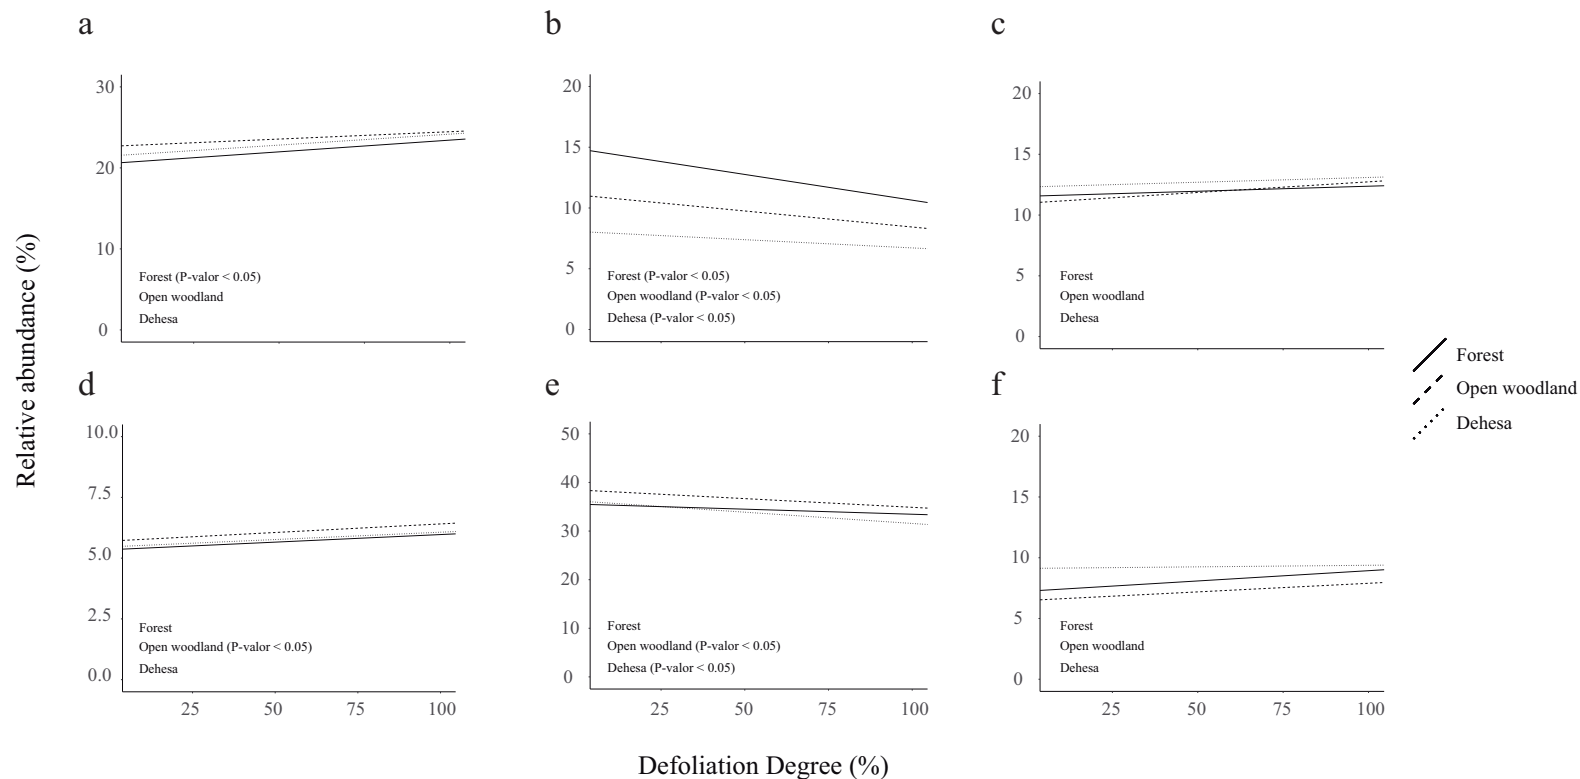 a
b
c
30
20
10
0
Forest (P-valor < 0.05)
Open woodland
Dehesa
20
15
10
5
0
Forest (P-valor < 0.05)
Open woodland (P-valor < 0.05)
Dehesa (P-valor < 0.05)
20
15
10
5
0
Forest
Open woodland
Dehesa
Relative abundance (%)
Forest
Open woodland
Dehesa
d
e
f
10.0
7.5
5.0
2.5
0.0
Forest
Open woodland (P-valor < 0.05)
Dehesa
25 50 75 100
50
40
30
20
10
0
Forest
Open woodland (P-valor < 0.05)
Dehesa (P-valor < 0.05)
25 50 75 100
20
15
10
5
0
Forest
Open woodland
Dehesa
25 50 75 100
Defoliation Degree (%)